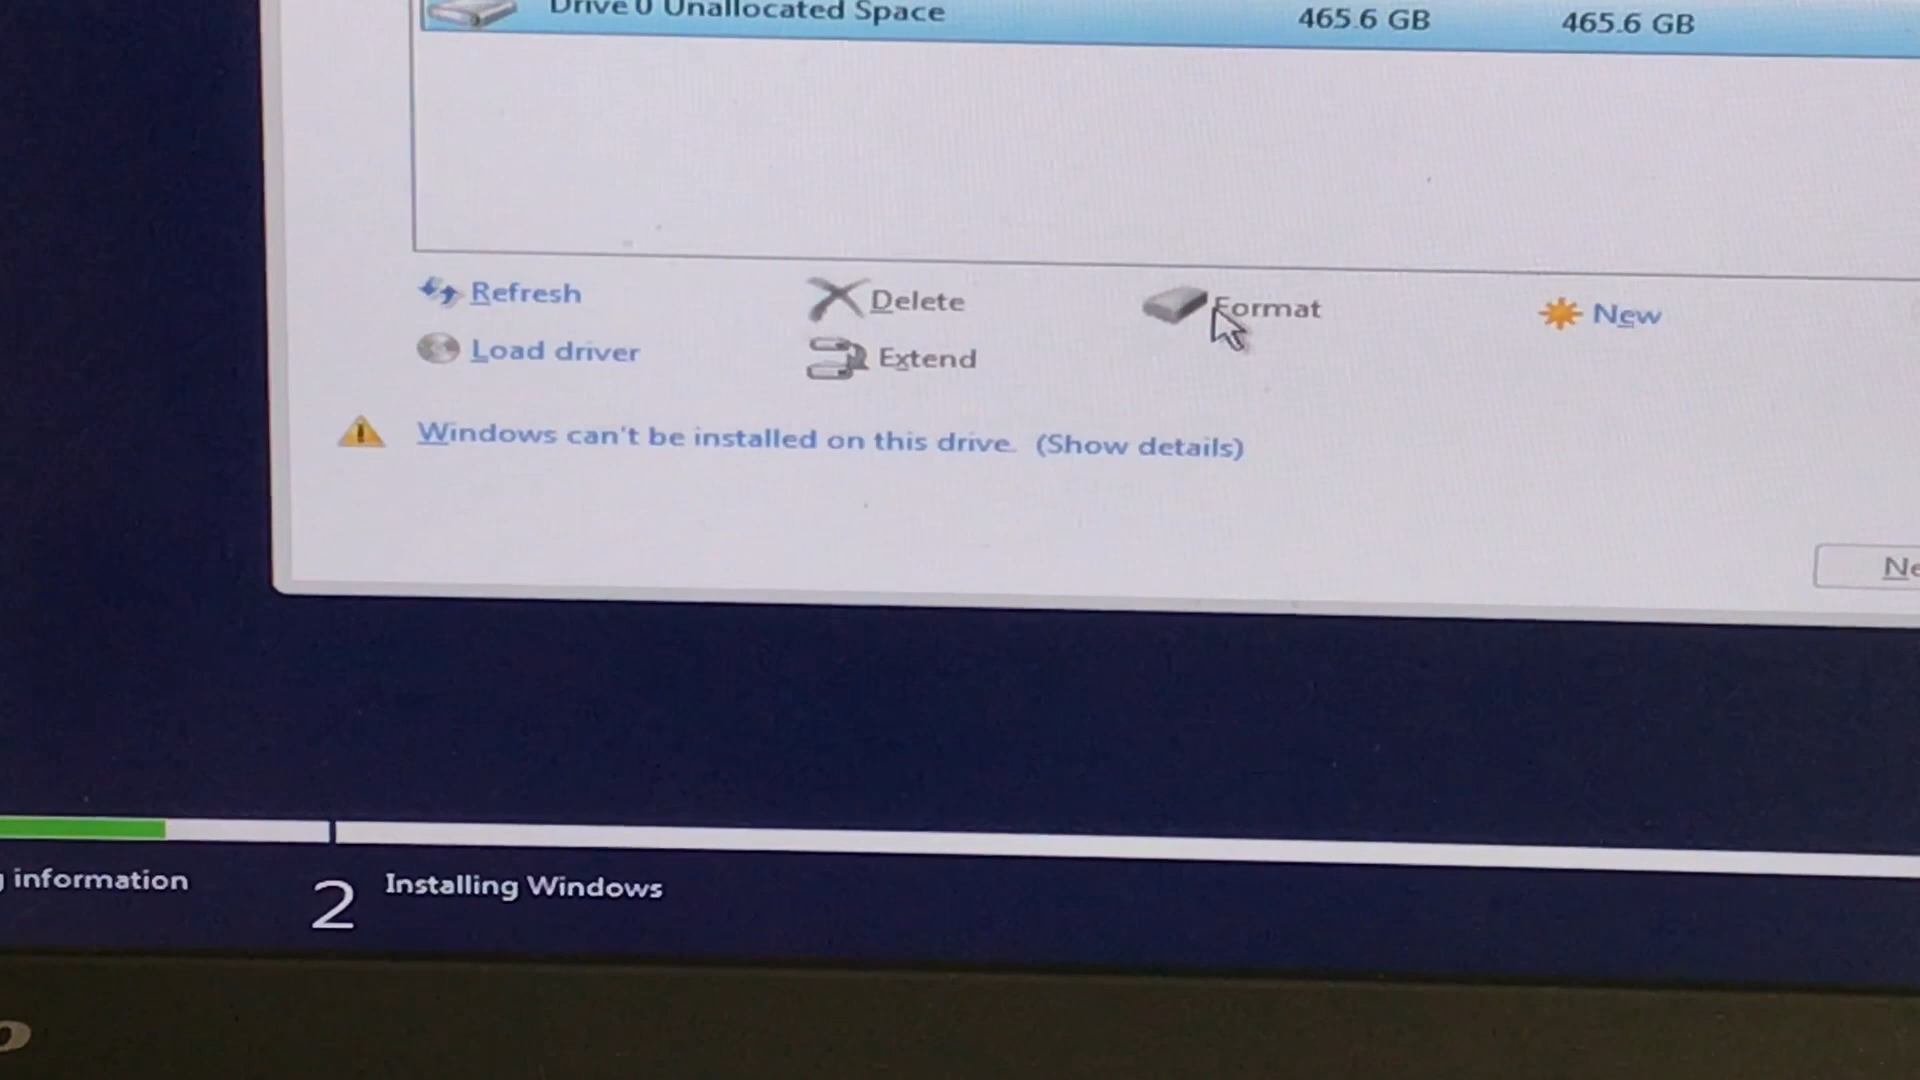 Drive 0 Unallocated Space 465.6 GB 465.6 GB
Refresh Delete Format New
Load driver Extend
Windows can't be installed on this drive. (Show details)
information
2 Installing Windows